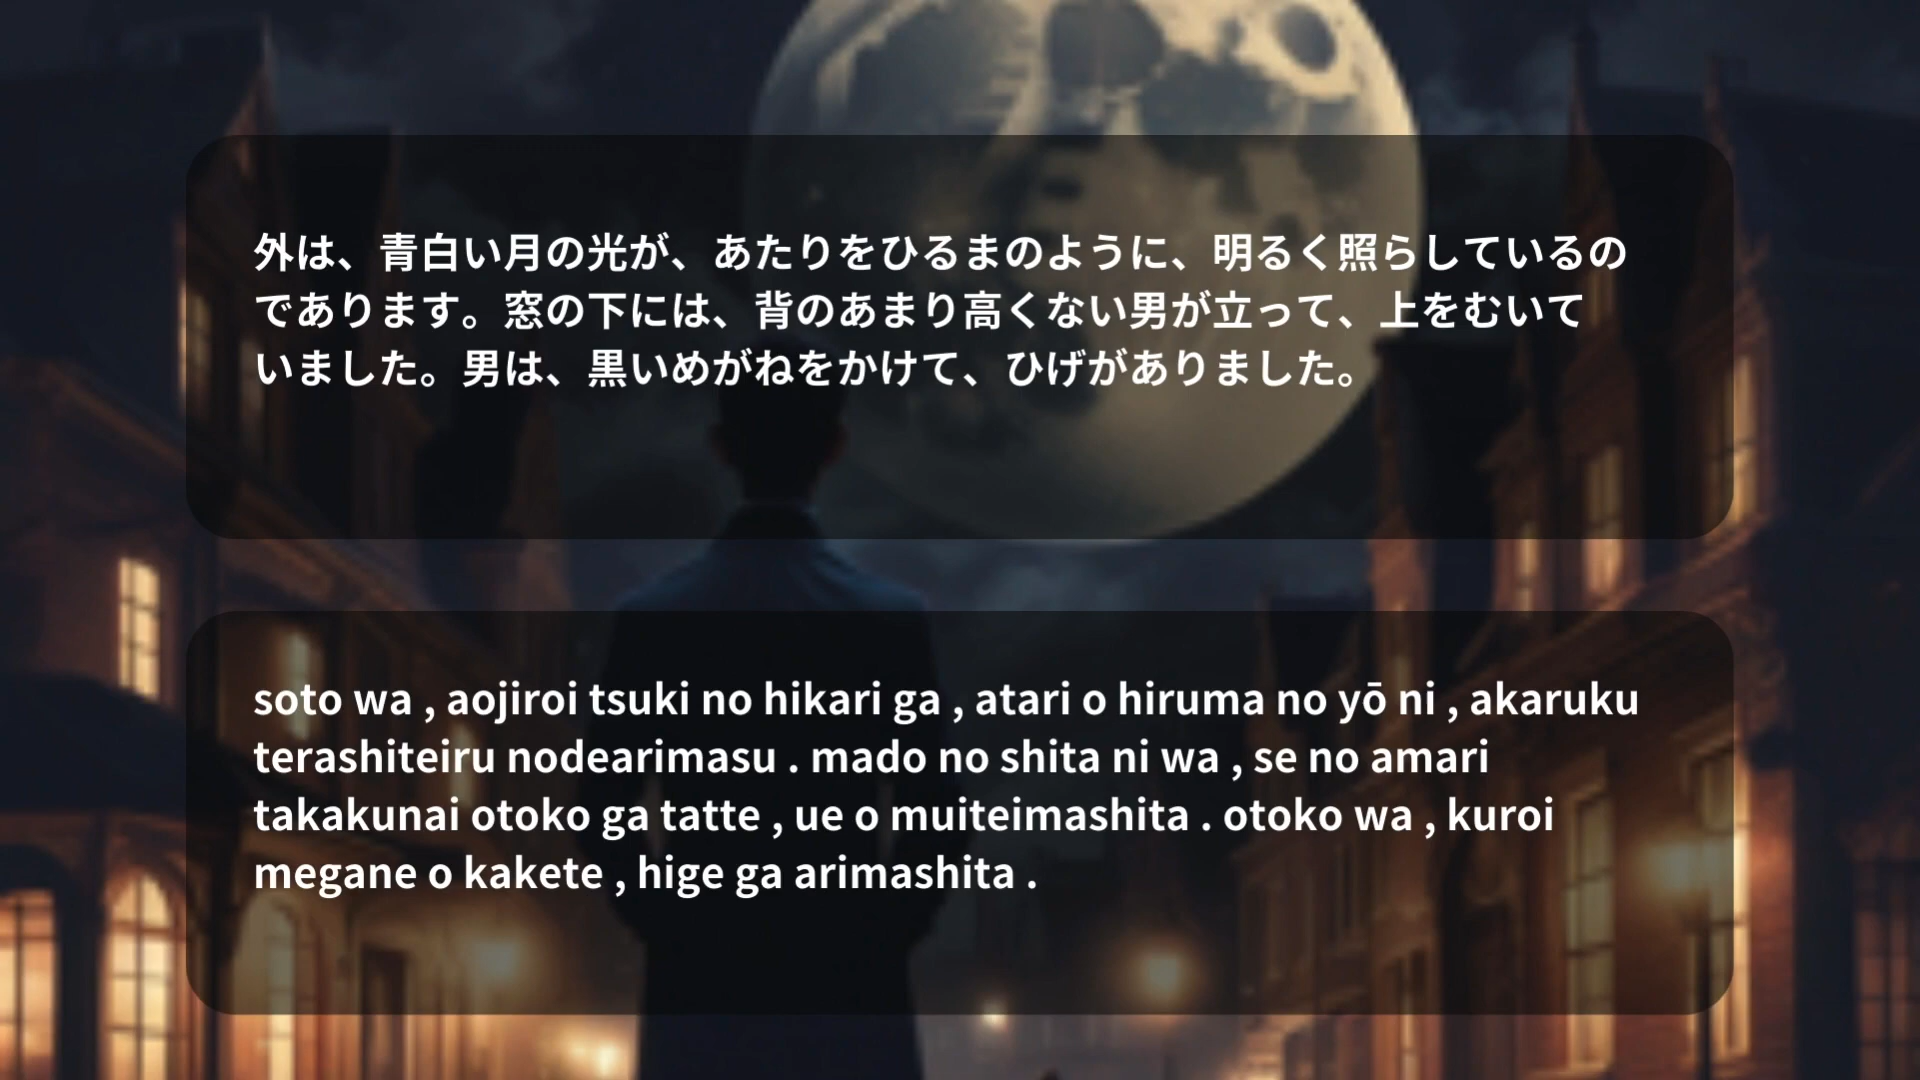 外は、青白い月の光が、あたりをひるまのように、明るく照らしているの
であります。窓の下には、背のあまり高くない男が立って、上をむいて
いました。男は、黒いめがねをかけて、ひげがありました。
soto wa , aojiroi tsuki no hikari ga , atari o hiruma no yō ni , akaruku
terashiteiru nodearimasu . mado no shita ni wa , se no amari
takakunai otoko ga tatte , ue o muiteimashita . otoko wa , kuroi
megane o kakete , hige ga arimashita .